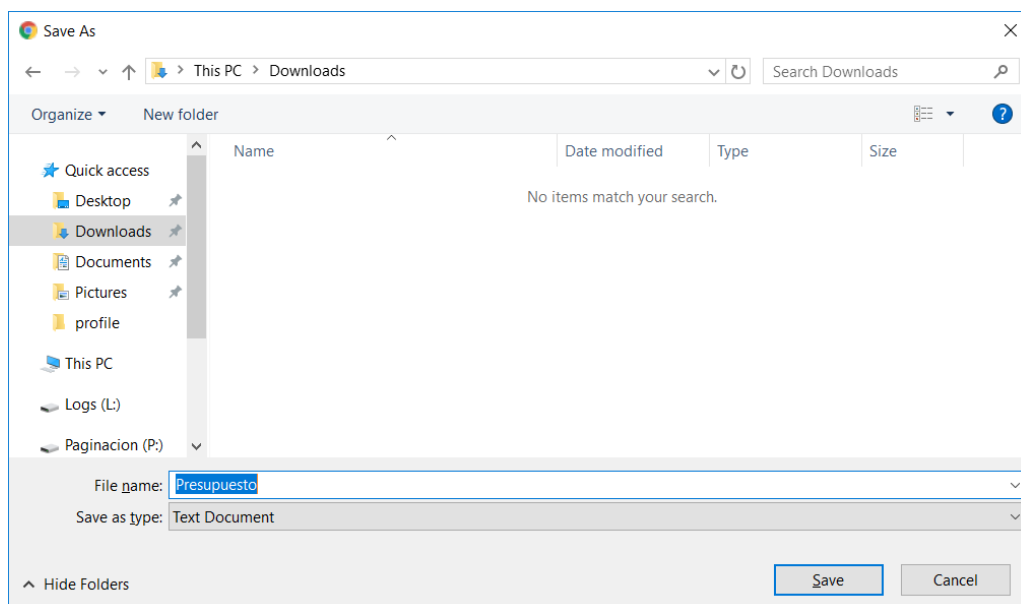 Save As
This PC > Downloads
Search Downloads
Organize
New folder
?
Name
Date modified
Type
Size
No items match your search.
Quick access
Desktop
Downloads
Documents
Pictures
profile
This PC
Logs (L:)
Paginacion (P:)
File name: Presupuesto
Save as type: Text Document
Hide Folders
Save
Cancel